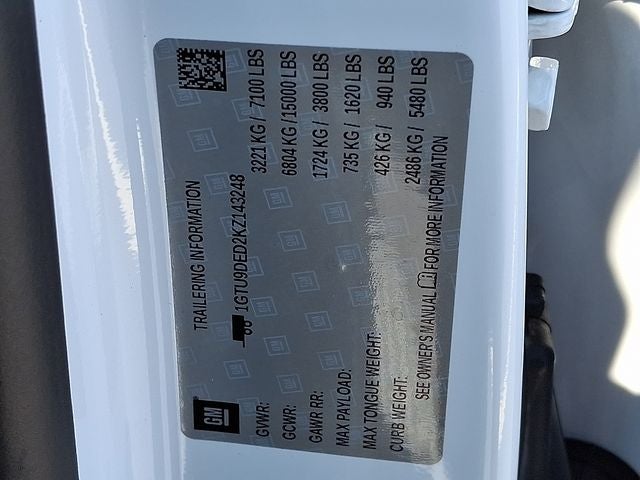 GM
TRAILERING INFORMATION
1GTU9DED2KZ143248
GVWR: 3221 KG / 7100 LBS
GCWR: 6804 KG / 15000 LBS
GAWR RR: 1724 KG / 3800 LBS
MAX PAYLOAD: 735 KG / 1620 LBS
MAX TONGUE WEIGHT: 426 KG / 940 LBS
CURB WEIGHT: 2486 KG / 5480 LBS
SEE OWNER'S MANUAL FOR MORE INFORMATION